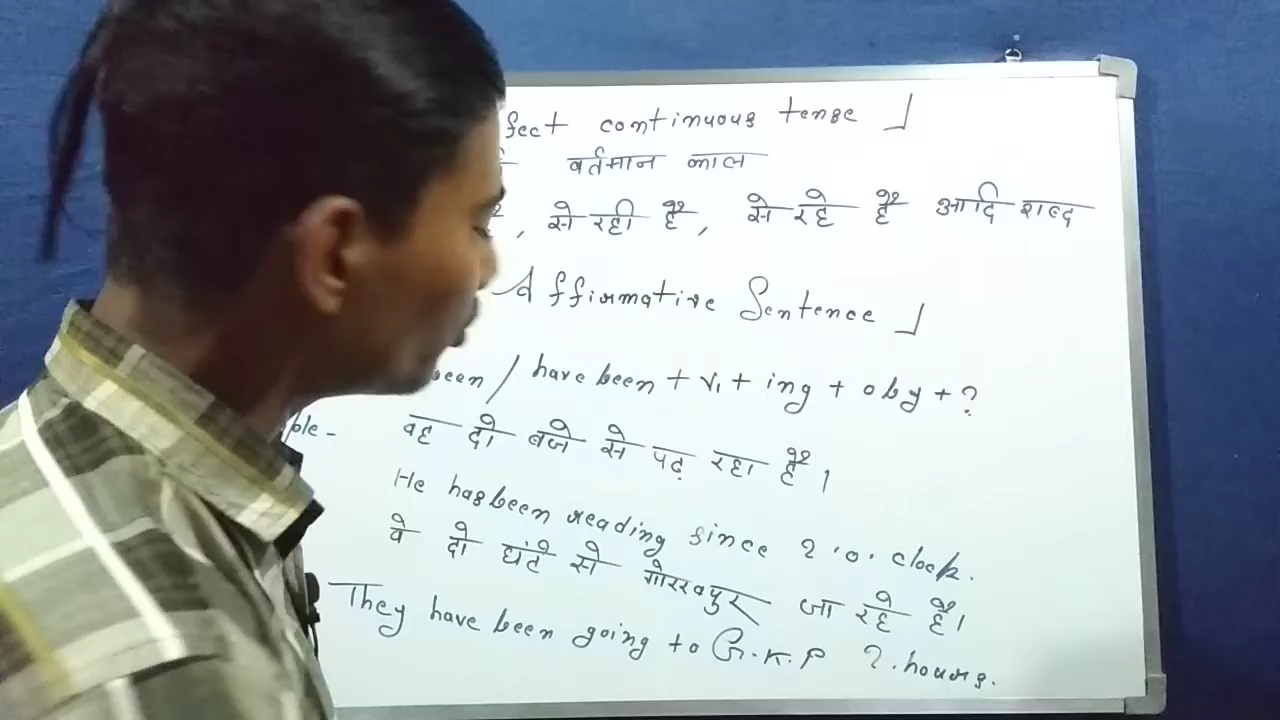 fect continuous tense 」
वर्तमान काल
, से रही है, से रहे हैं आदि शब्द
Affirmative Sentence 」
been / have been + V₁ + ing + oby + ?
ple - वह दो बजे से पढ़ रहा है।
He has been reading since 2 'o' clock.
वे दो घंटे से गोरखपुर जा रहे हैं।
They have been going to G.K.P 2. hours.